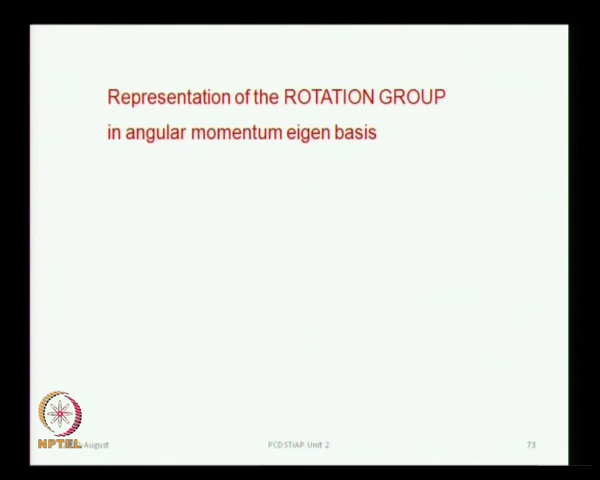 Representation of the ROTATION GROUP
in angular momentum eigen basis
NPTEL
August
PCDSTiAP Unit 2
73